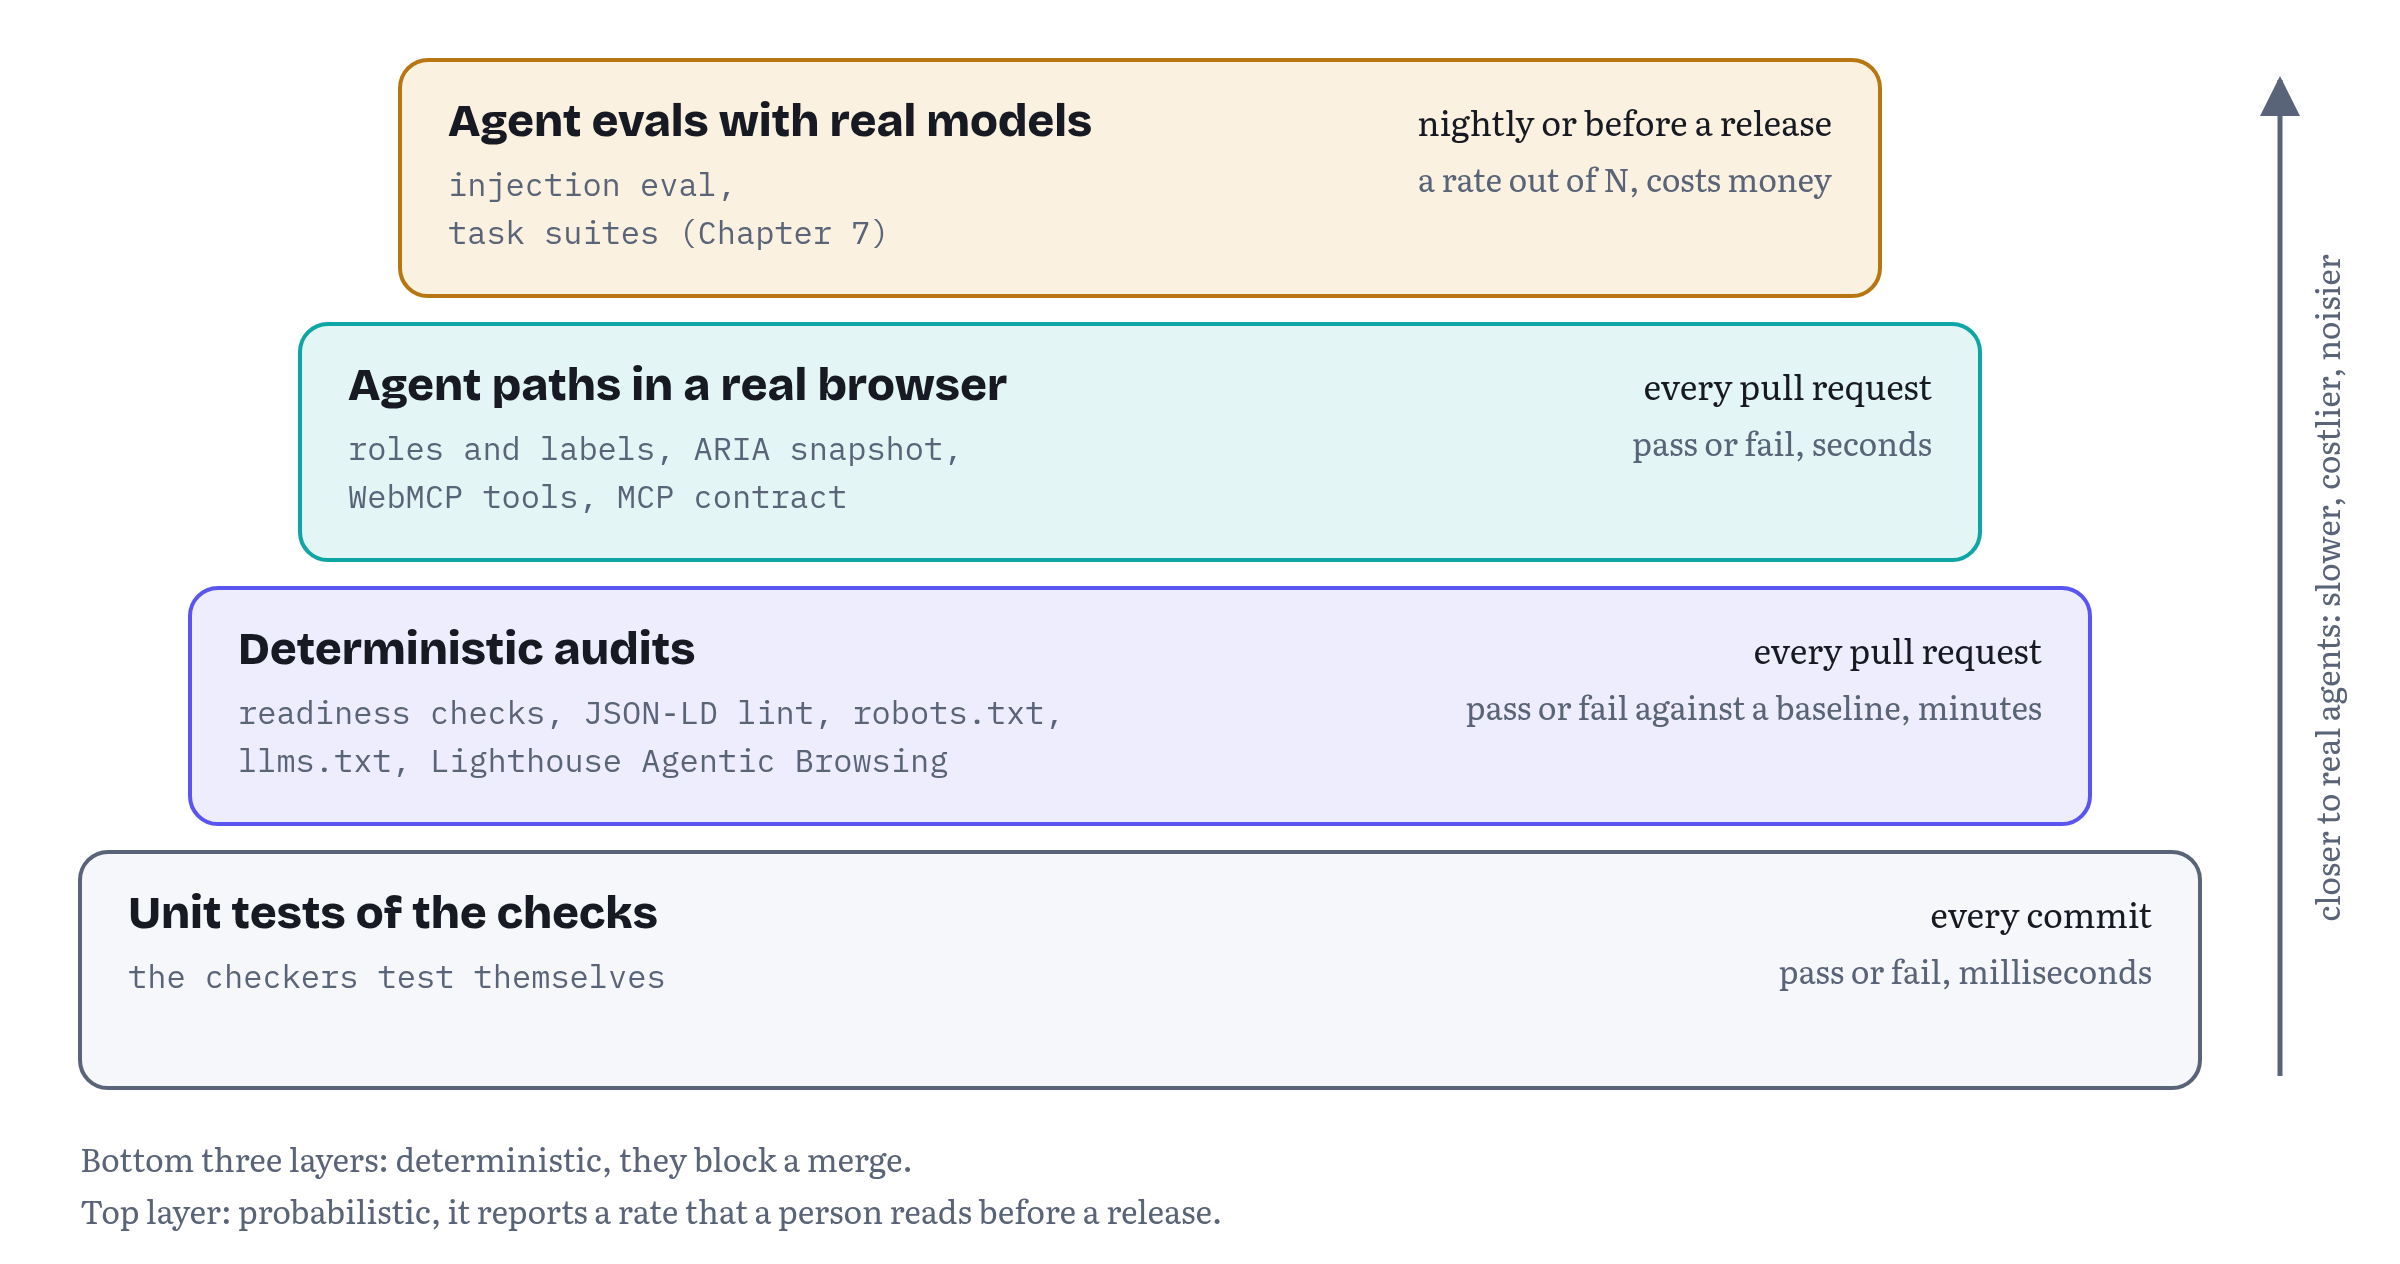 Agent evals with real models
nightly or before a release
injection eval,
a rate out of N, costs money
task suites (Chapter 7)
Agent paths in a real browser
every pull request
roles and labels, ARIA snapshot,
pass or fail, seconds
WebMCP tools, MCP contract
Deterministic audits
every pull request
readiness checks, JSON-LD lint, robots.txt,
pass or fail against a baseline, minutes
llms.txt, Lighthouse Agentic Browsing
Unit tests of the checks
every commit
the checkers test themselves
pass or fail, milliseconds
closer to real agents: slower, costlier, noisier
Bottom three layers: deterministic, they block a merge.
Top layer: probabilistic, it reports a rate that a person reads before a release.